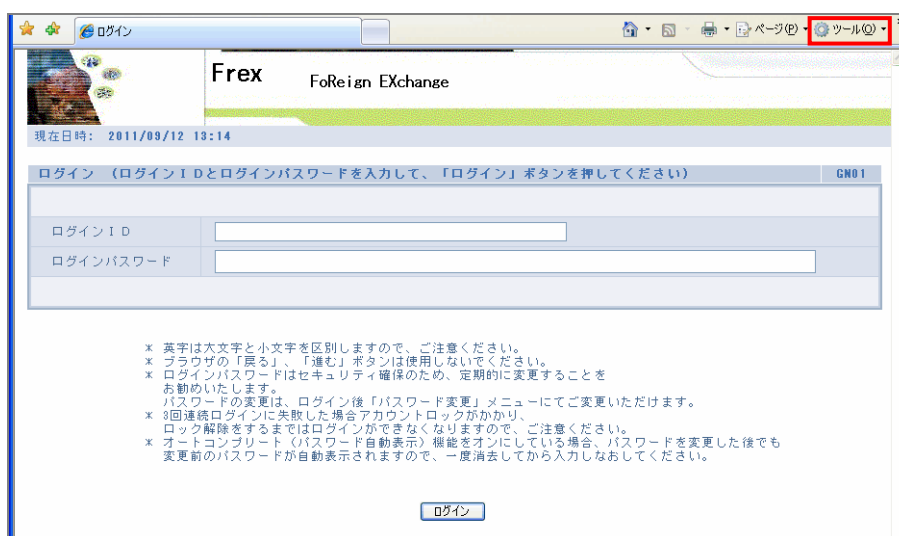 ログイン
ページ(P)
ツール(O)
Frex FoReign EXchange
現在日時: 2011/09/12 13:14
ログイン (ログインIDとログインパスワードを入力して、「ログイン」ボタンを押してください) GN01
ログインID
ログインパスワード
* 英字は大文字と小文字を区別しますので、ご注意ください。
* ブラウザの「戻る」、「進む」ボタンは使用しないでください。
* ログインパスワードはセキュリティ確保のため、定期的に変更することを
お勧めいたします。
パスワードの変更は、ログイン後「パスワード変更」メニューにてご変更いただけます。
* 3回連続ログインに失敗した場合アカウントロックがかかり、
ロック解除をするまではログインができなくなりますので、ご注意ください。
* オートコンプリート(パスワード自動表示)機能をオンにしている場合、パスワードを変更した後でも
変更前のパスワードが自動表示されますので、一度消去してから入力しなおしてください。
ログイン